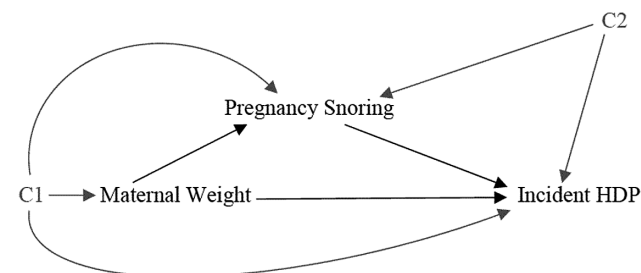 C2
Pregnancy Snoring
C1
Maternal Weight
Incident HDP